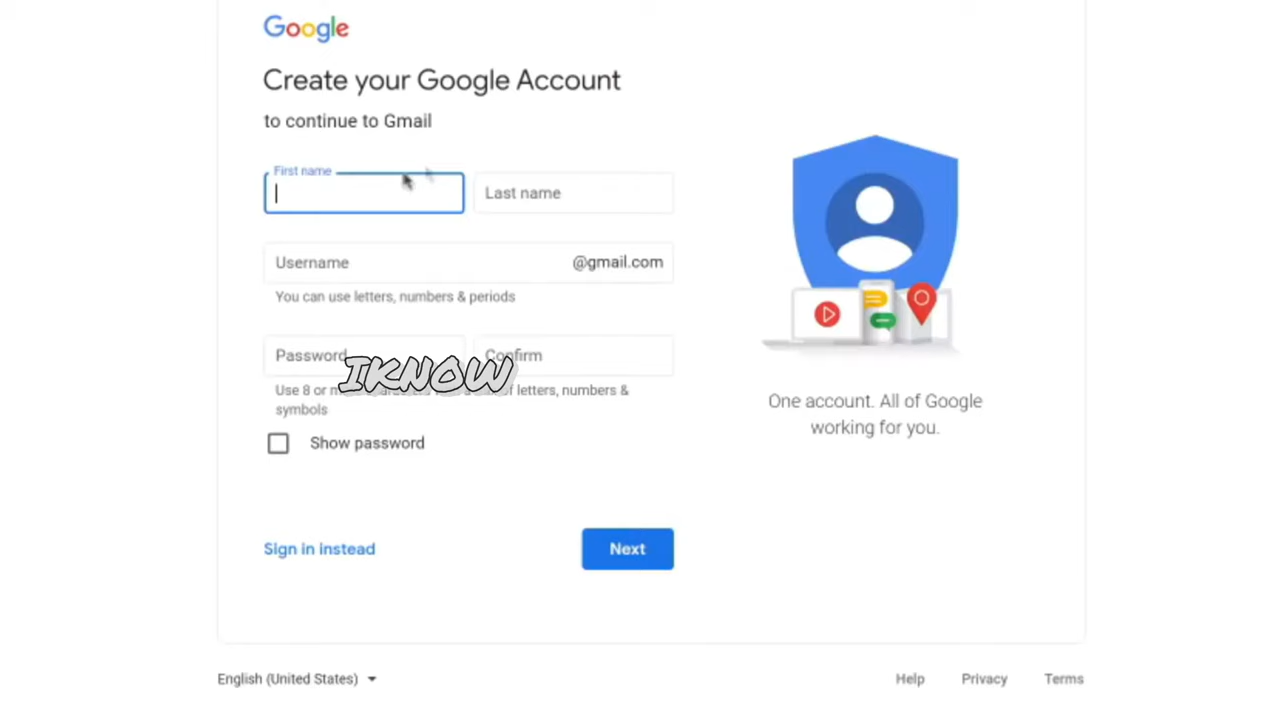 Google
Create your Google Account
to continue to Gmail
First name
Last name
Username @gmail.com
You can use letters, numbers & periods
Password Confirm
IKNOW
Use 8 or of letters, numbers &
symbols
Show password
Sign in instead
Next
One account. All of Google
working for you.
English (United States)
Help Privacy Terms